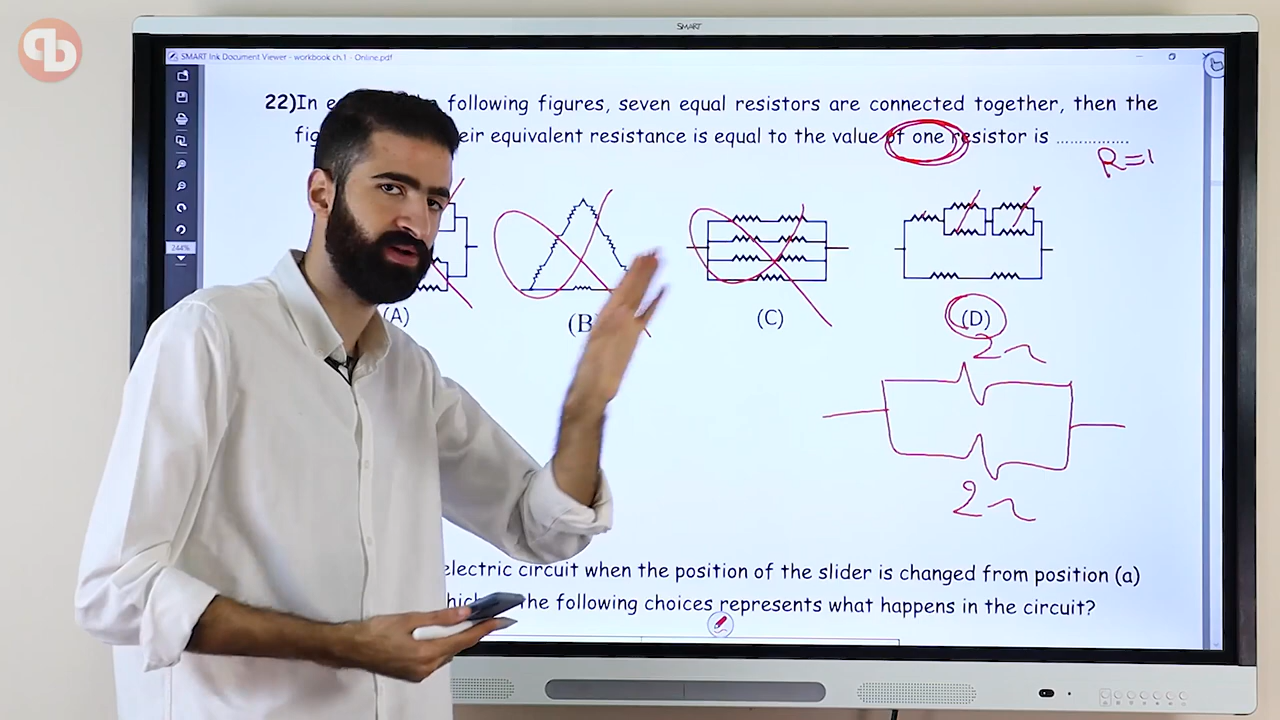 pb
SMART
SMART Ink Document Viewer - workbook ch.1 - Online.pdf
22)In following figures, seven equal resistors are connected together, then the
equivalent resistance is equal to the value of one resistor is ................
R=1
244%
(A)
(B)
(C)
(D)
2
2
electric circuit when the position of the slider is changed from position (a)
the following choices represents what happens in the circuit?